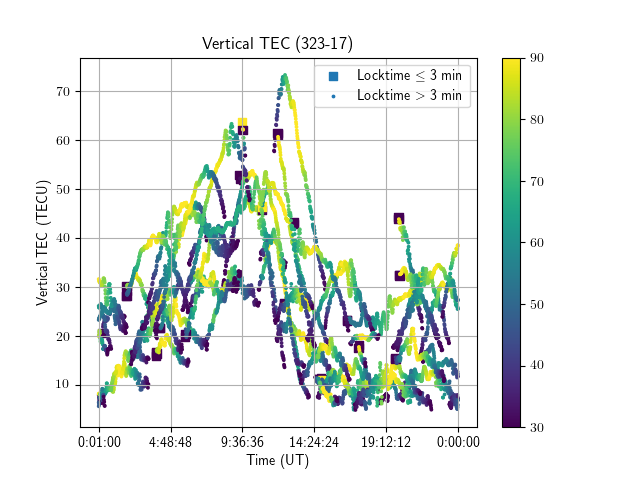 Vertical TEC (323-17)
Locktime ≤ 3 min
Locktime > 3 min
Vertical TEC (TECU)
70
60
50
40
30
20
10
0:01:00 4:48:48 9:36:36 14:24:24 19:12:12 0:00:00
Time (UT)
90
80
70
60
50
40
30